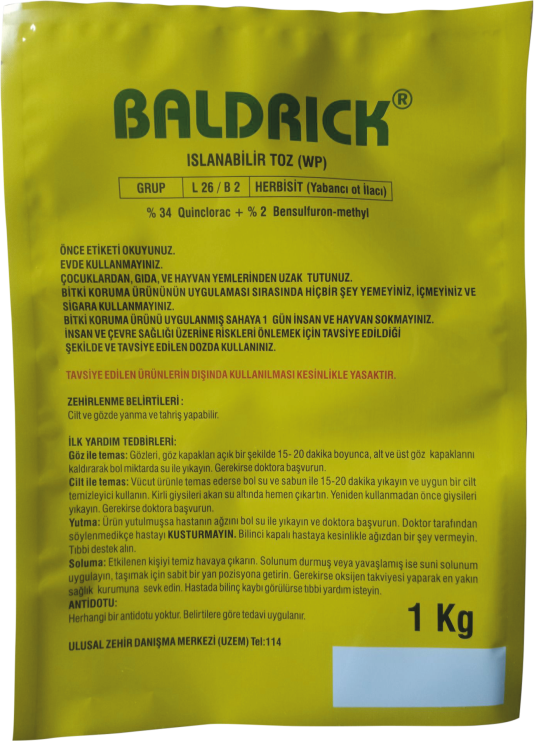 BALDRICK®
ISLANABİLİR TOZ (WP)
GRUP L 26 / B 2 HERBİSİT (Yabancı ot İlacı)
% 34 Quinclorac + % 2 Bensulfuron-methyl
ÖNCE ETİKETİ OKUYUNUZ.
EVDE KULLANMAYINIZ.
ÇOCUKLARDAN, GIDA, VE HAYVAN YEMLERİNDEN UZAK TUTUNUZ.
BİTKİ KORUMA ÜRÜNÜNÜN UYGULAMASI SIRASINDA HİÇBİR ŞEY YEMEYİNİZ, İÇMEYİNİZ VE
SİGARA KULLANMAYINIZ.
BİTKİ KORUMA ÜRÜNÜ UYGULANMIŞ SAHAYA 1 GÜN İNSAN VE HAYVAN SOKMAYINIZ.
İNSAN VE ÇEVRE SAĞLIĞI ÜZERİNE RİSKLERİ ÖNLEMEK İÇİN TAVSİYE EDİLDİĞİ
ŞEKİLDE VE TAVSİYE EDİLEN DOZDA KULLANINIZ.
TAVSİYE EDİLEN ÜRÜNLERİN DIŞINDA KULLANILMASI KESİNLİKLE YASAKTIR.
ZEHİRLENME BELİRTİLERİ :
Cilt ve gözde yanma ve tahriş yapabilir.
İLK YARDIM TEDBİRLERİ:
Göz ile temas: Gözleri, göz kapakları açık bir şekilde 15- 20 dakika boyunca, alt ve üst göz kapaklarını
kaldırarak bol miktarda su ile yıkayın. Gerekirse doktora başvurun.
Cilt ile temas: Vücut ürünle temas ederse bol su ve sabun ile 15-20 dakika yıkayın ve uygun bir cilt
temizleyici kullanın. Kirli giysileri akan su altında hemen çıkartın. Yeniden kullanmadan önce giysileri
yıkayın. Gerekirse doktora başvurun.
Yutma: Ürün yutulmuşsa hastanın ağzını bol su ile yıkayın ve doktora başvurun. Doktor tarafından
söylenmedikçe hastayı KUSTURMAYIN. Bilinci kapalı hastaya kesinlikle ağızdan bir şey vermeyin.
Tıbbi destek alın.
Soluma: Etkilenen kişiyi temiz havaya çıkarın. Solunum durmuş veya yavaşlamış ise suni solunum
uygulayın, taşımak için sabit bir yan pozisyona getirin. Gerekirse oksijen takviyesi yaparak en yakın
sağlık kurumuna sevk edin. Hastada bilinç kaybı görülürse tıbbi yardım isteyin.
ANTİDOTU:
Herhangi bir antidotu yoktur. Belirtilere göre tedavi uygulanır.
1 Kg
ULUSAL ZEHİR DANIŞMA MERKEZİ (UZEM) Tel:114